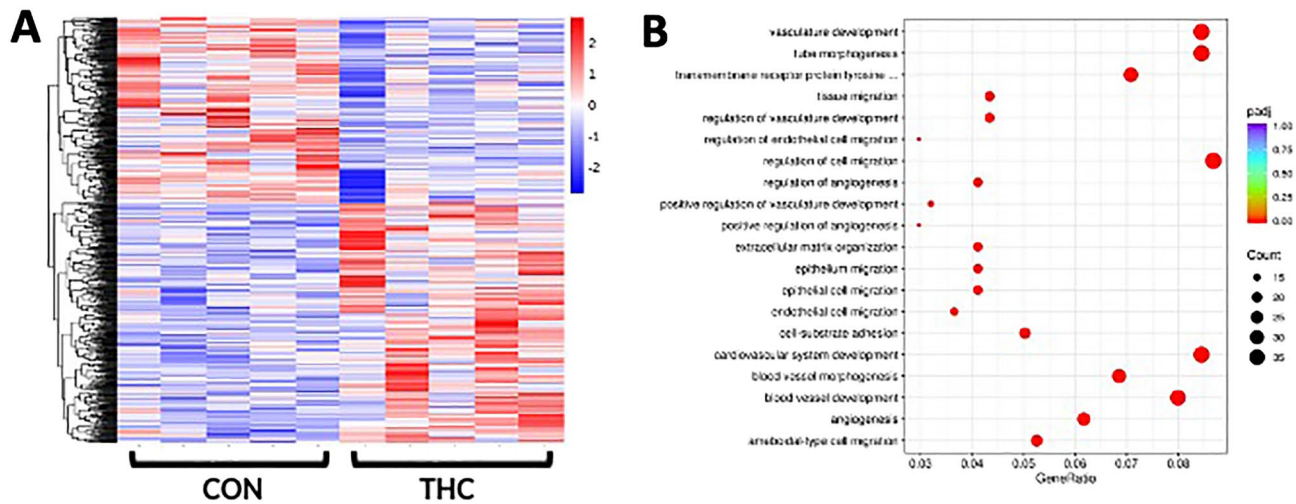 A
2
1
0
-1
-2
CON
THC
B
vasculature development
tube morphogenesis
transmembrane receptor protein tyrosine ...
tissue migration
regulation of vasculature development
regulation of endothelial cell migration
regulation of cell migration
regulation of angiogenesis
positive regulation of vasculature development
positive regulation of angiogenesis
extracellular matrix organization
epithelium migration
epithelial cell migration
endothelial cell migration
cell-substrate adhesion
cardiovascular system development
blood vessel morphogenesis
blood vessel development
angiogenesis
ameboidal-type cell migration
0.03 0.04 0.05 0.06 0.07 0.08
GeneRatio
padj
1.00
0.75
0.50
0.25
0.00
Count
15
20
25
30
35